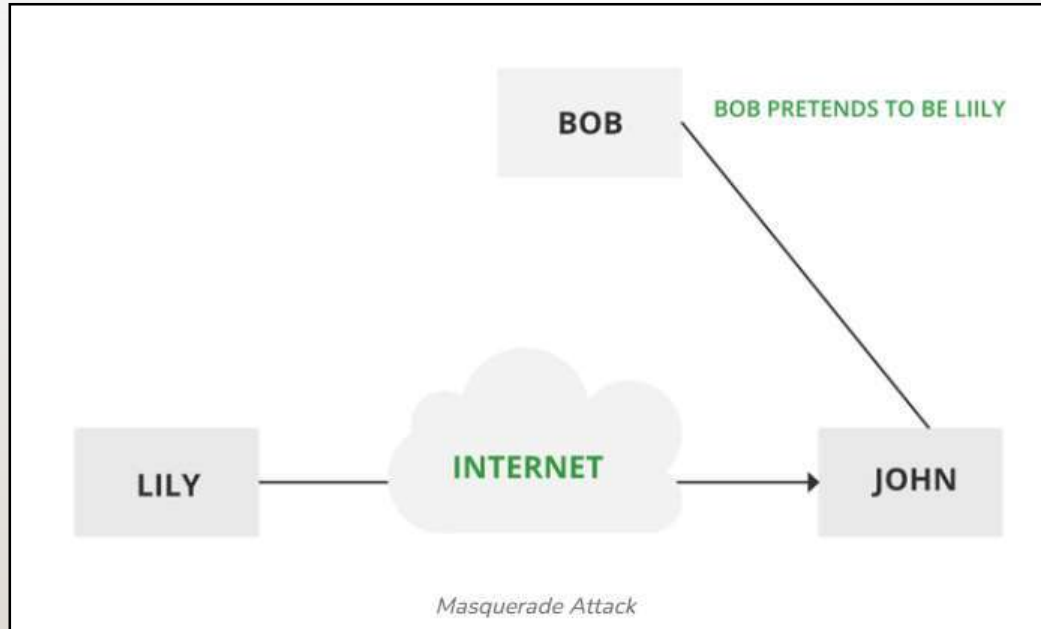 BOB
BOB PRETENDS TO BE LIILY
LILY
INTERNET
JOHN
Masquerade Attack